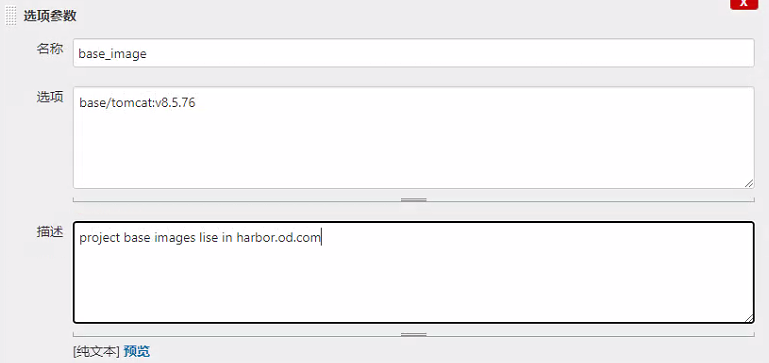 X
选项参数
名称
base_image
选项
base/tomcat:v8.5.76
描述
project base images lise in harbor.od.com
[纯文本] 预览